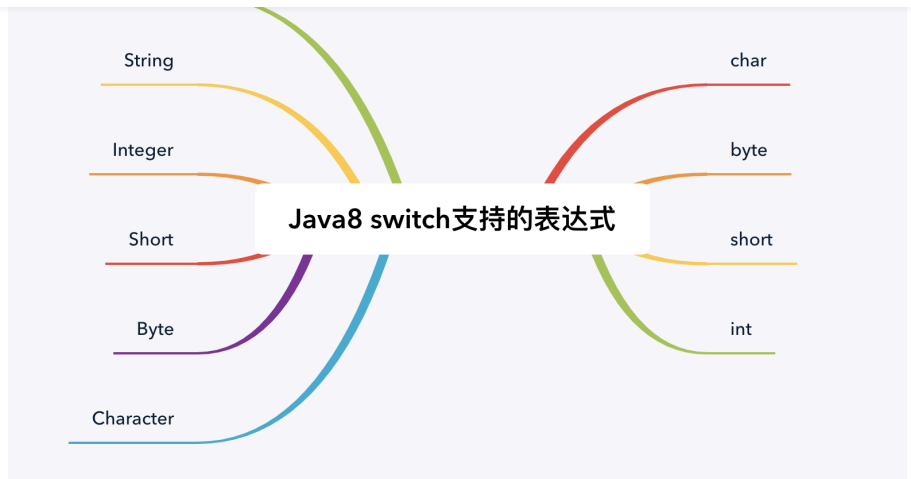 String
Integer
Short
Byte
Character
Java8 switch支持的表达式
char
byte
short
int